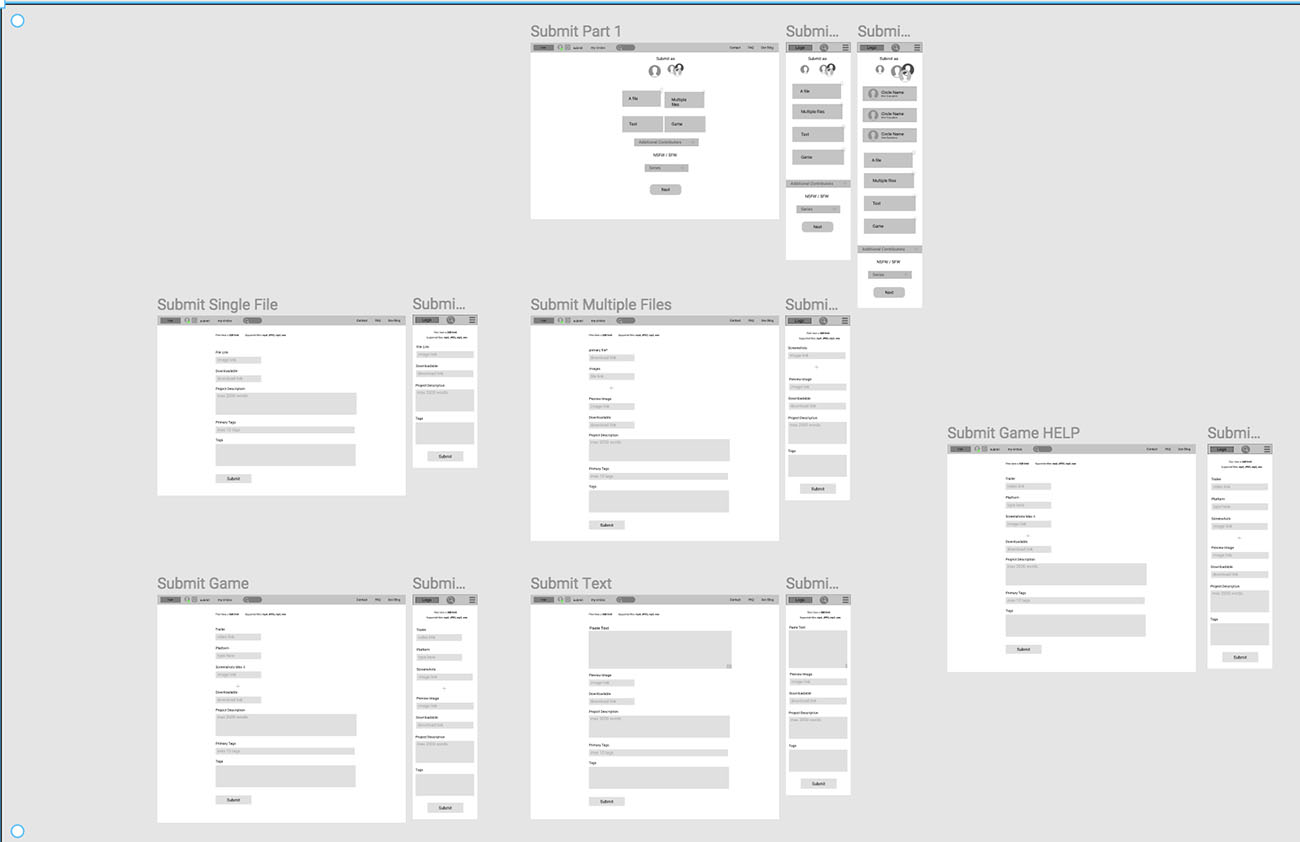 Submit Part 1
Submi...
Submi...
Contact FAQ
Submit as
A file
Multiple
files
Text
Game
Additional Contributors
NSFW / SFW
Series
Next
Logo
Submit as
A file
Multiple files
Text
Game
Additional Contributors
NSFW / SFW
Series
Next
Logo
Submit as
Circle Name
Circle Name
Circle Name
A file
Multiple files
Text
Game
Additional Contributors
NSFW / SFW
Series
Next
Submit Single File
Submi...
File Link
image link
Downloadable
download link
Project Description
max 2000 words
Primary Tags
max 10 tags
Tags
Submit
Logo
File Link
image link
Downloadable
download link
Project Description
max 2000 words
Tags
Submit
Submit Multiple Files
Submi...
download link
Images
file link
+
Preview Image
image link
Downloadable
download link
Project Description
max 2000 words
Primary Tags
max 10 tags
Tags
Submit
Logo
Screenshots
image link
+
Preview Image
image link
Downloadable
download link
Project Description
max 2000 words
Tags
Submit
Submit Game HELP
Submi...
Trailer
video link
Platform
type here
image link
+
Downloadable
download link
Project Description
max 2000 words
Primary Tags
max 10 tags
Tags
Submit
Logo
Trailer
video link
Platform
type here
Screenshots
image link
+
Preview Image
image link
Downloadable
download link
Project Description
max 2000 words
Tags
Submit
Submit Game
Submi...
Trailer
video link
Platform
type here
image link
+
Downloadable
download link
Project Description
max 2000 words
Primary Tags
max 10 tags
Tags
Submit
Logo
Trailer
video link
Platform
type here
Screenshots
image link
+
Preview Image
image link
Downloadable
download link
Project Description
max 2000 words
Tags
Submit
Submit Text
Submi...
Paste Text
Preview Image
image link
Downloadable
download link
Project Description
max 2000 words
Primary Tags
max 10 tags
Tags
Submit
Logo
Paste Text
Preview Image
image link
Downloadable
download link
Project Description
max 2000 words
Tags
Submit